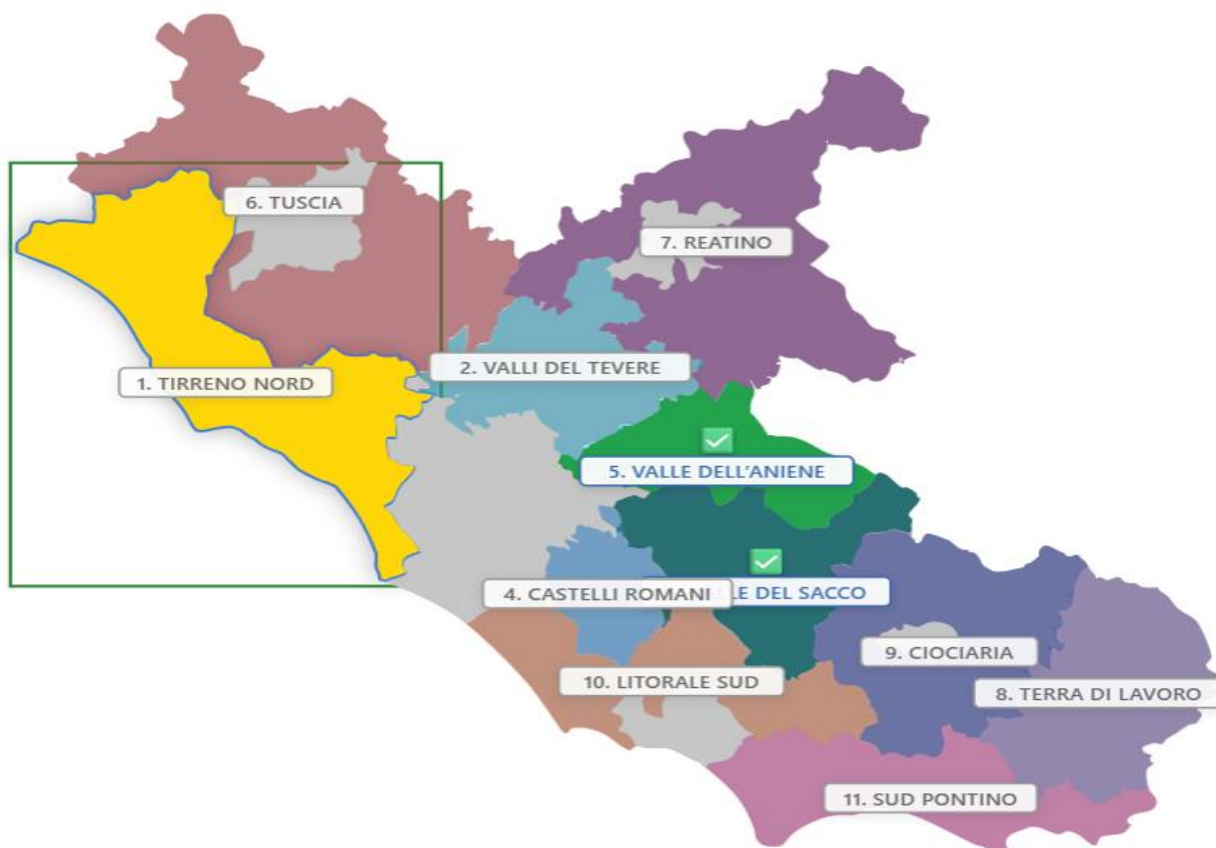 6. TUSCIA
7. REATINO
2. VALLI DEL TEVERE
1. TIRRENO NORD
5. VALLE DELL'ANIENE
4. CASTELLI ROMANI
LE DEL SACCO
9. CIOCIARIA
10. LITORALE SUD
8. TERRA DI LAVORO
11. SUD PONTINO